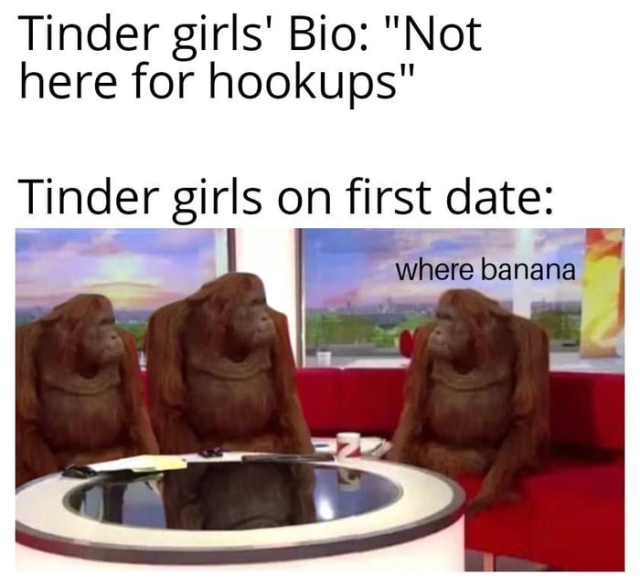 Tinder girls' Bio: "Not
here for hookups"
Tinder girls on first date:
where banana